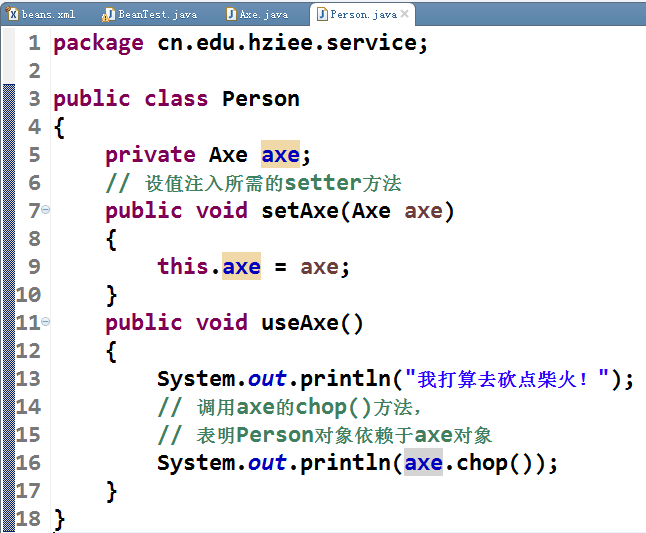 beans.xml BeanTest.java Axe.java Person.java
1 package cn.edu.hziee.service;
2
3 public class Person
4 {
5 private Axe axe;
6 // 设值注入所需的setter方法
7 public void setAxe(Axe axe)
8 {
9 this.axe = axe;
10 }
11 public void useAxe()
12 {
13 System.out.println("我打算去砍点柴火！");
14 // 调用axe的chop()方法，
15 // 表明Person对象依赖于axe对象
16 System.out.println(axe.chop());
17 }
18 }